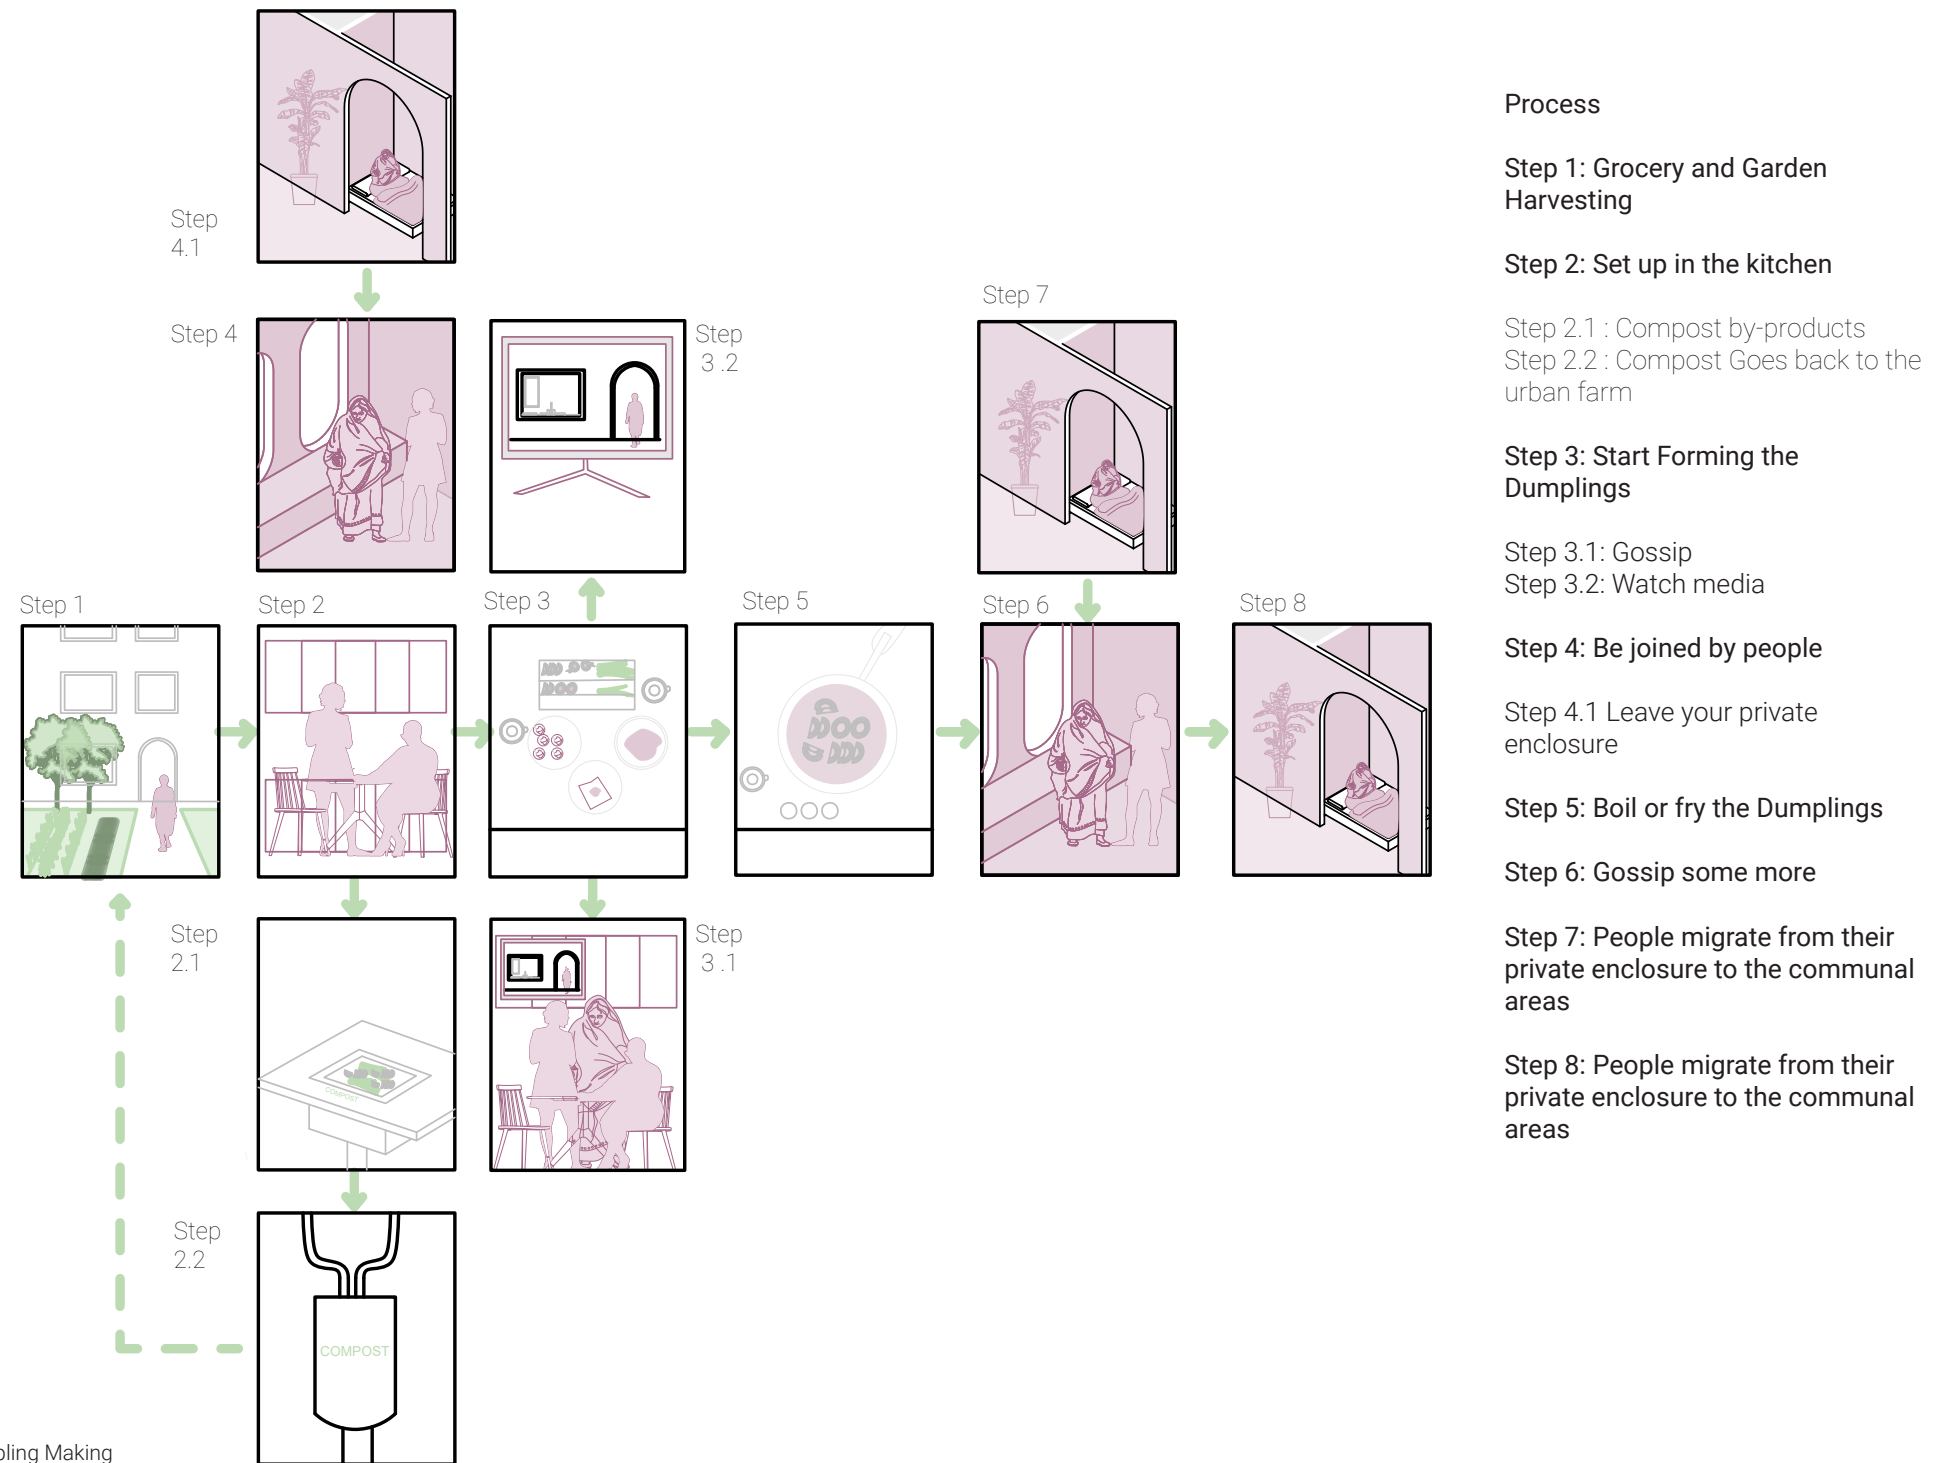 Step
4.1
Step 4
Step
3 .2
Step 7
Step 1
Step 2
Step 3
Step 5
Step 6
Step 8
Step
2.1
COMPOST
Step
3 .1
Step
2.2
COMPOST
Making
Process
Step 1: Grocery and Garden
Harvesting
Step 2: Set up in the kitchen
Step 2.1 : Compost by-products
Step 2.2 : Compost Goes back to the
urban farm
Step 3: Start Forming the
Dumplings
Step 3.1: Gossip
Step 3.2: Watch media
Step 4: Be joined by people
Step 4.1 Leave your private
enclosure
Step 5: Boil or fry the Dumplings
Step 6: Gossip some more
Step 7: People migrate from their
private enclosure to the communal
areas
Step 8: People migrate from their
private enclosure to the communal
areas